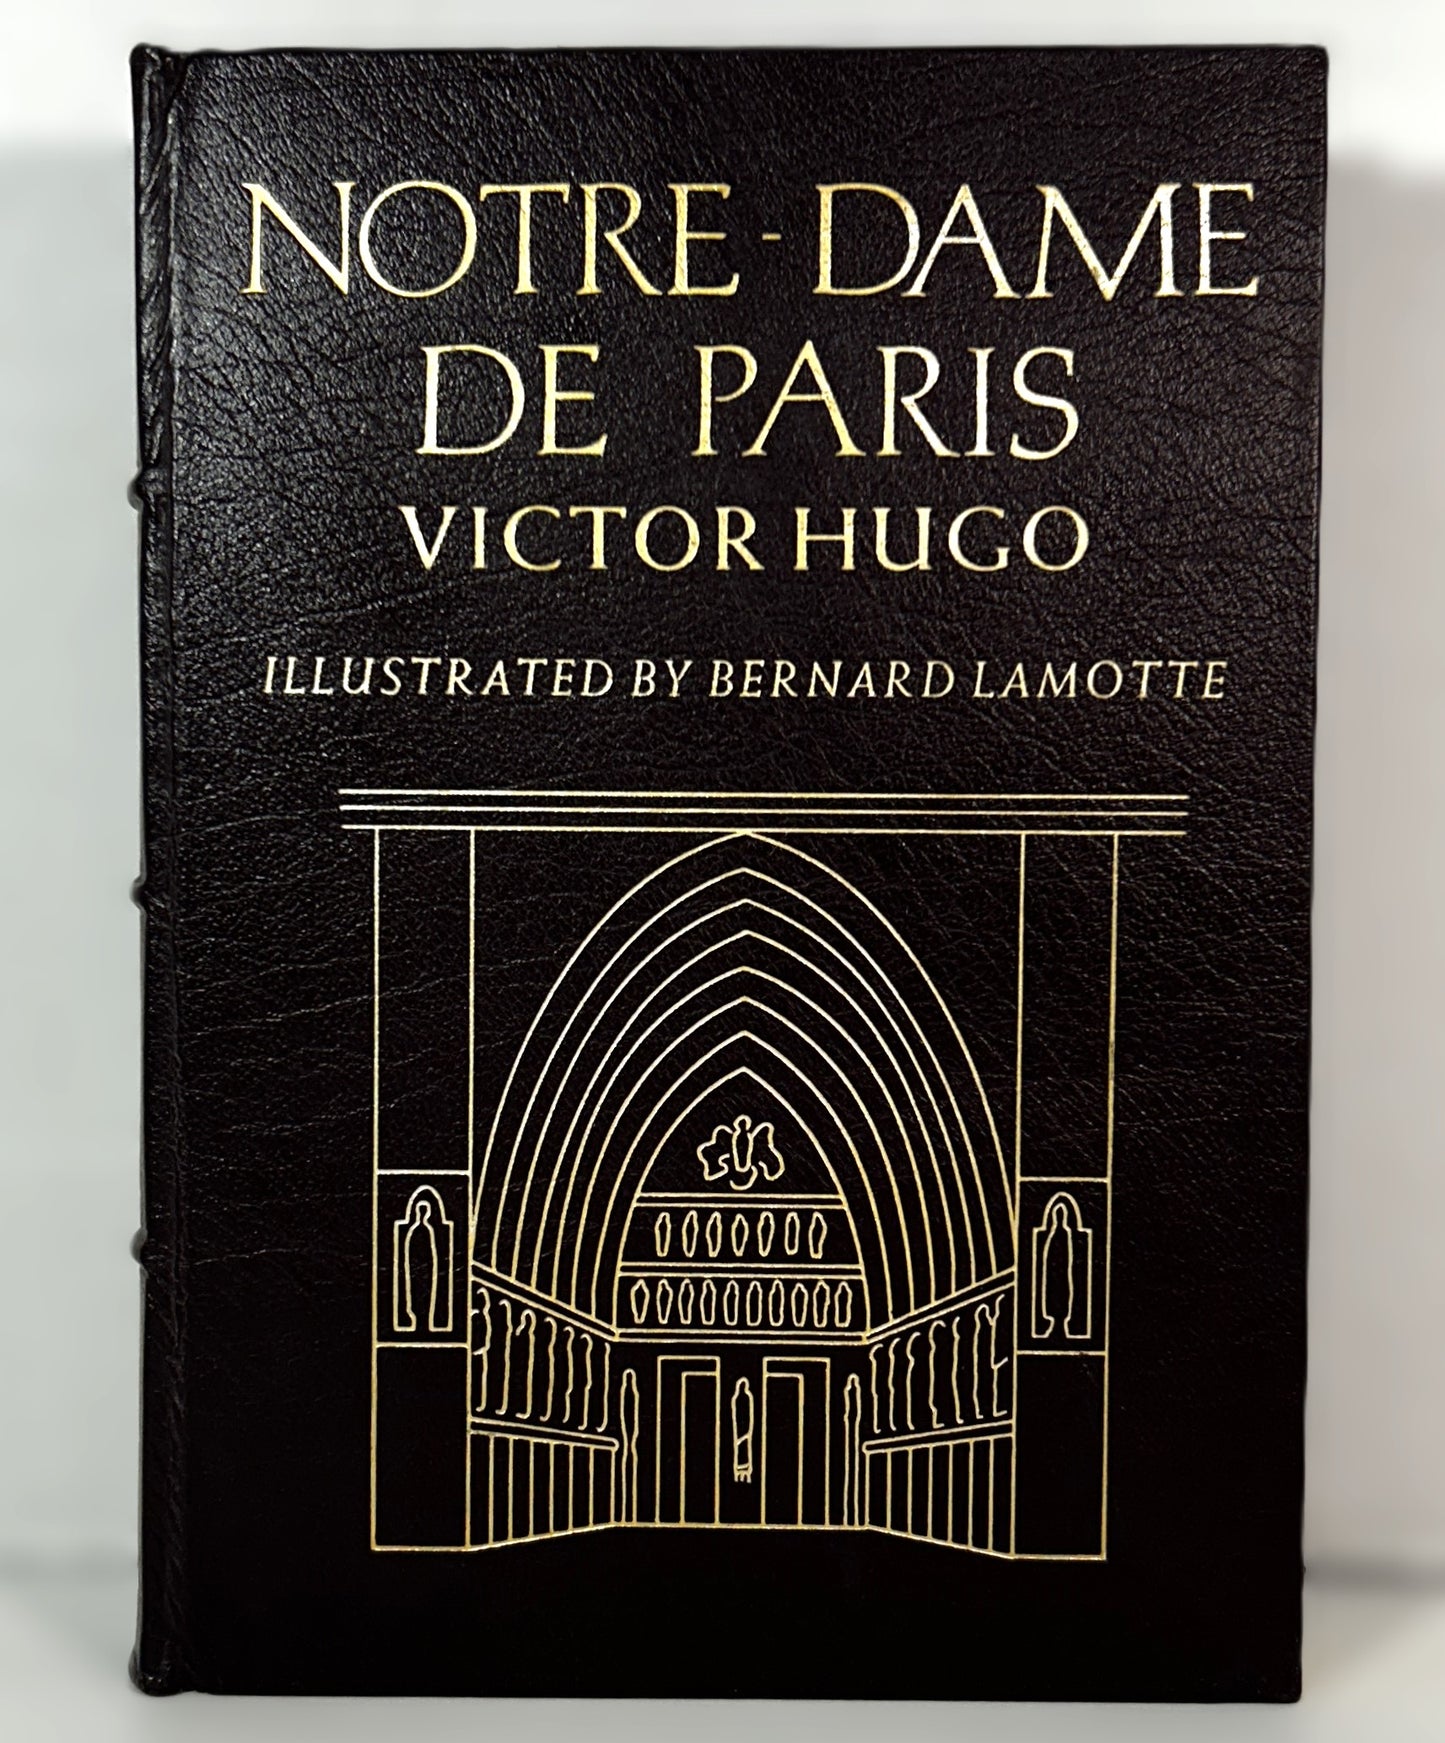 NOTRE-DAME
DE PARIS
VICTOR HUGO
ILLUSTRATED BY BERNARD LAMOTTE